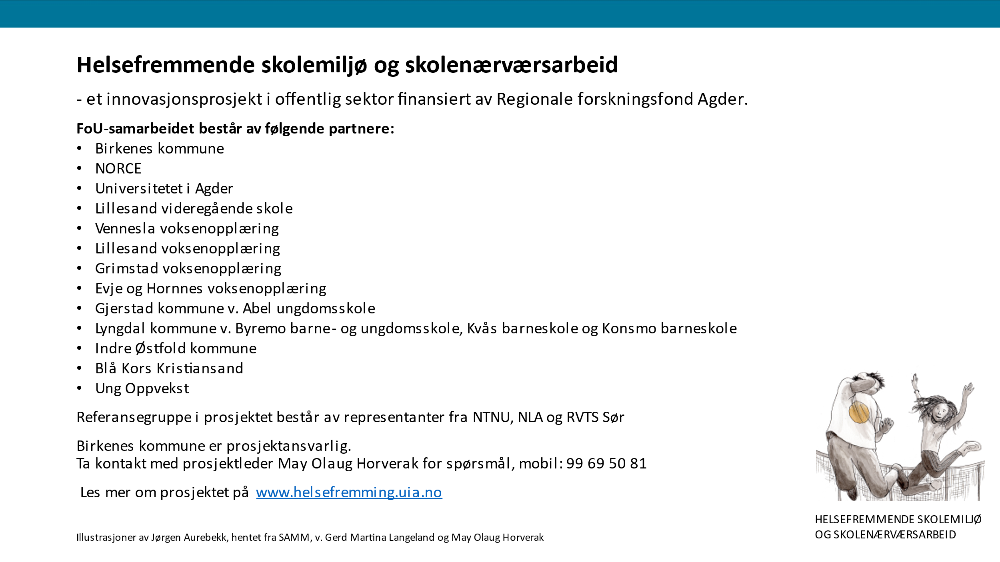 Helsefremmende skolemiljø og skolenærværsarbeid
- et innovasjonsprosjekt i offentlig sektor finansiert av Regionale forskningsfond Agder.
FoU-samarbeidet består av følgende partnere:
• Birkenes kommune
• NORCE
• Universitetet i Agder
• Lillesand videregående skole
• Vennesla voksenopplæring
• Lillesand voksenopplæring
• Grimstad voksenopplæring
• Evje og Hornnes voksenopplæring
• Gjerstad kommune v. Abel ungdomsskole
• Lyngdal kommune v. Byremo barne- og ungdomsskole, Kvås barneskole og Konsmo barneskole
• Indre Østfold kommune
• Blå Kors Kristiansand
• Ung Oppvekst
Referansegruppe i prosjektet består av representanter fra NTNU, NLA og RVTS Sør
Birkenes kommune er prosjektansvarlig.
Ta kontakt med prosjektleder May Olaug Horverak for spørsmål, mobil: 99 69 50 81
Les mer om prosjektet på www.helsefremming.uia.no
HELSEFREMMENDE SKOLEMILJØ
OG SKOLENÆRVÆRSARBEID
Illustrasjoner av Jørgen Aurebekk, hentet fra SAMM, v. Gerd Martina Langeland og May Olaug Horverak